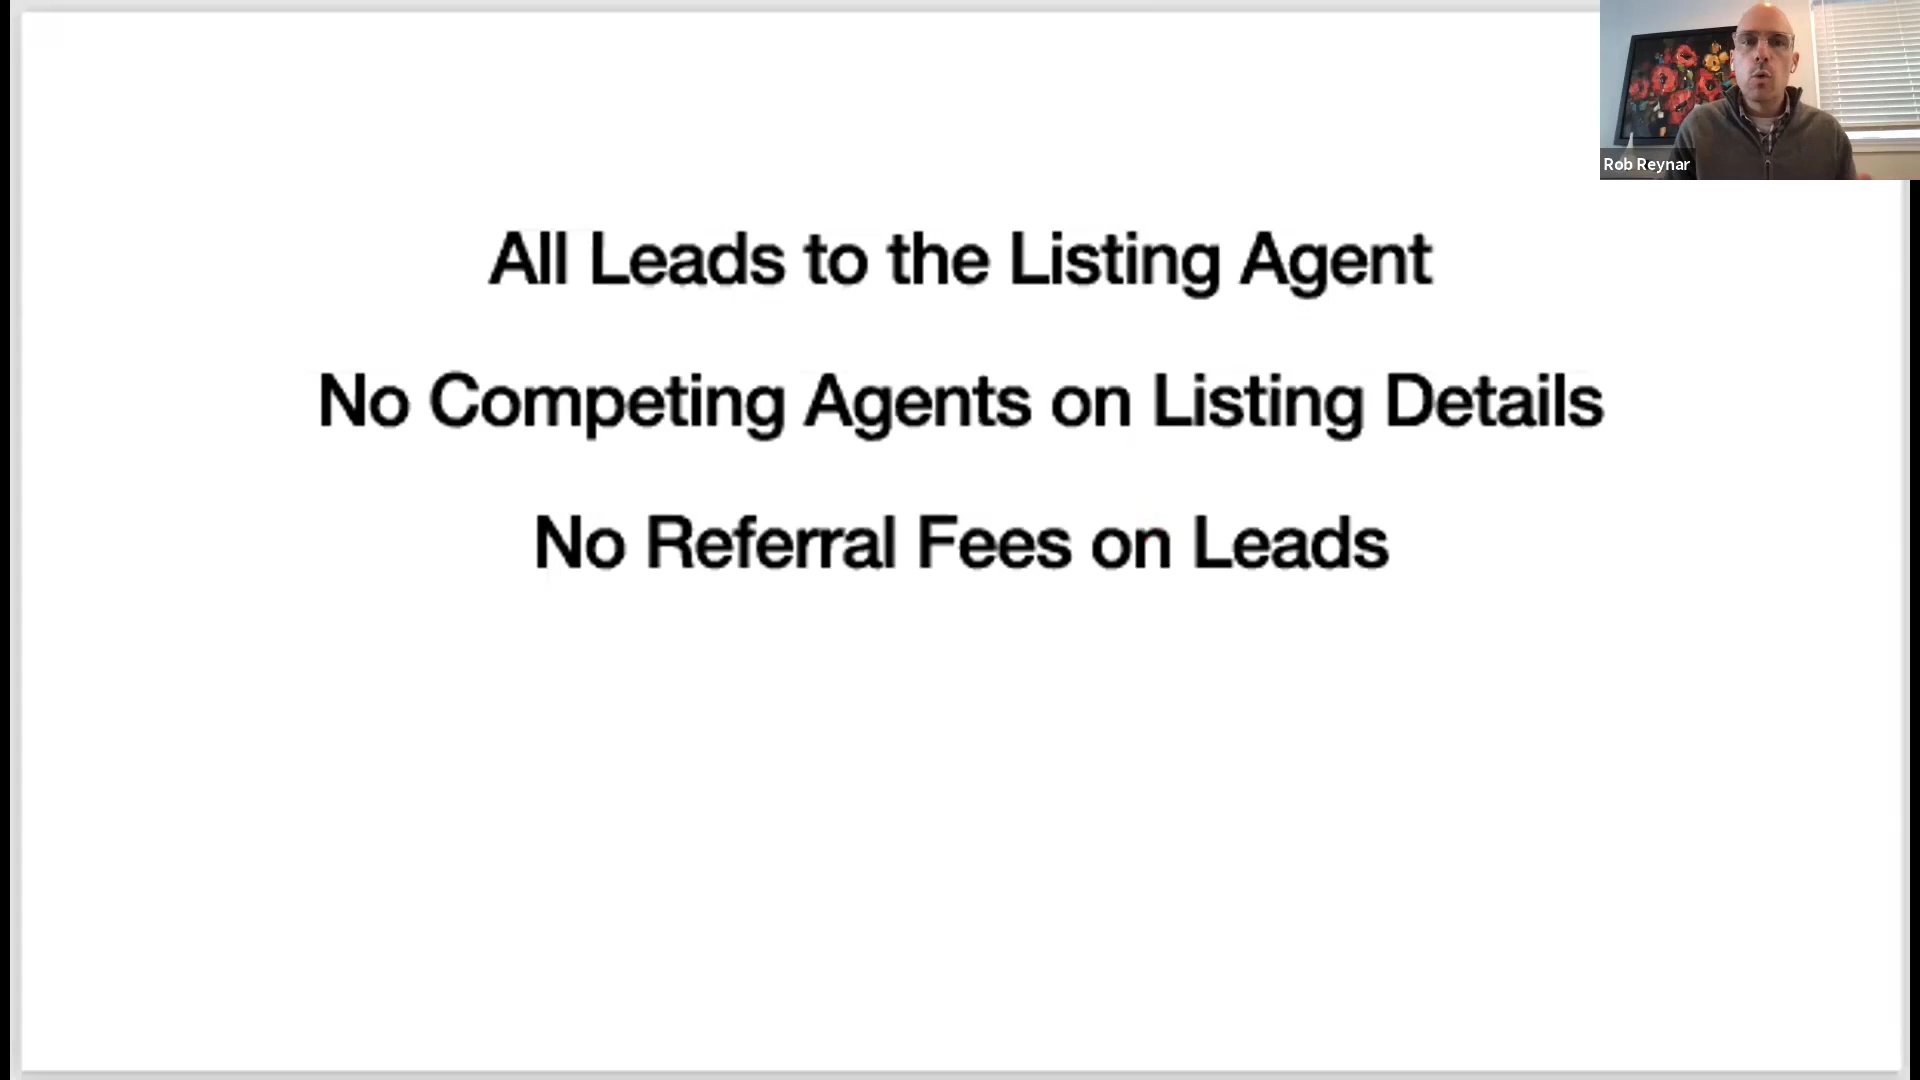 Rob Reynar
All Leads to the Listing Agent
No Competing Agents on Listing Details
No Referral Fees on Leads